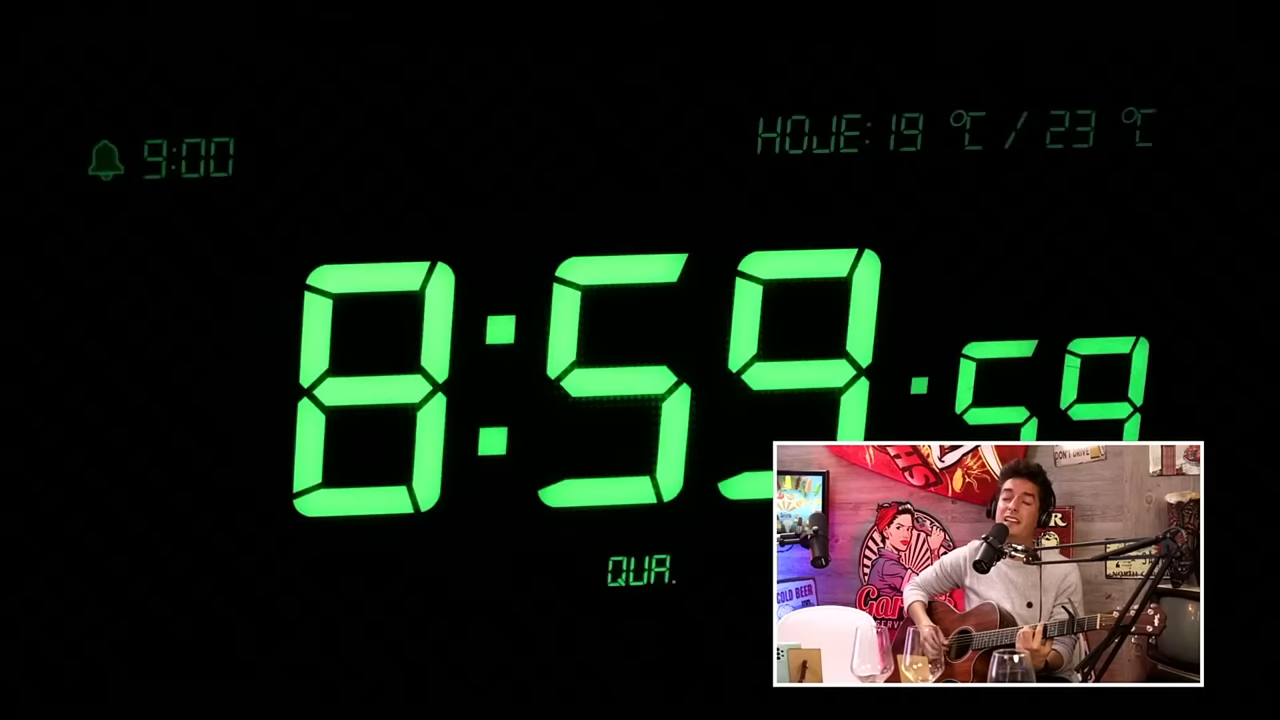 9:00
HOJE: 19 °C / 23 °C
8:59:59
QUA.
DON'T DRIVE
COLD BEER